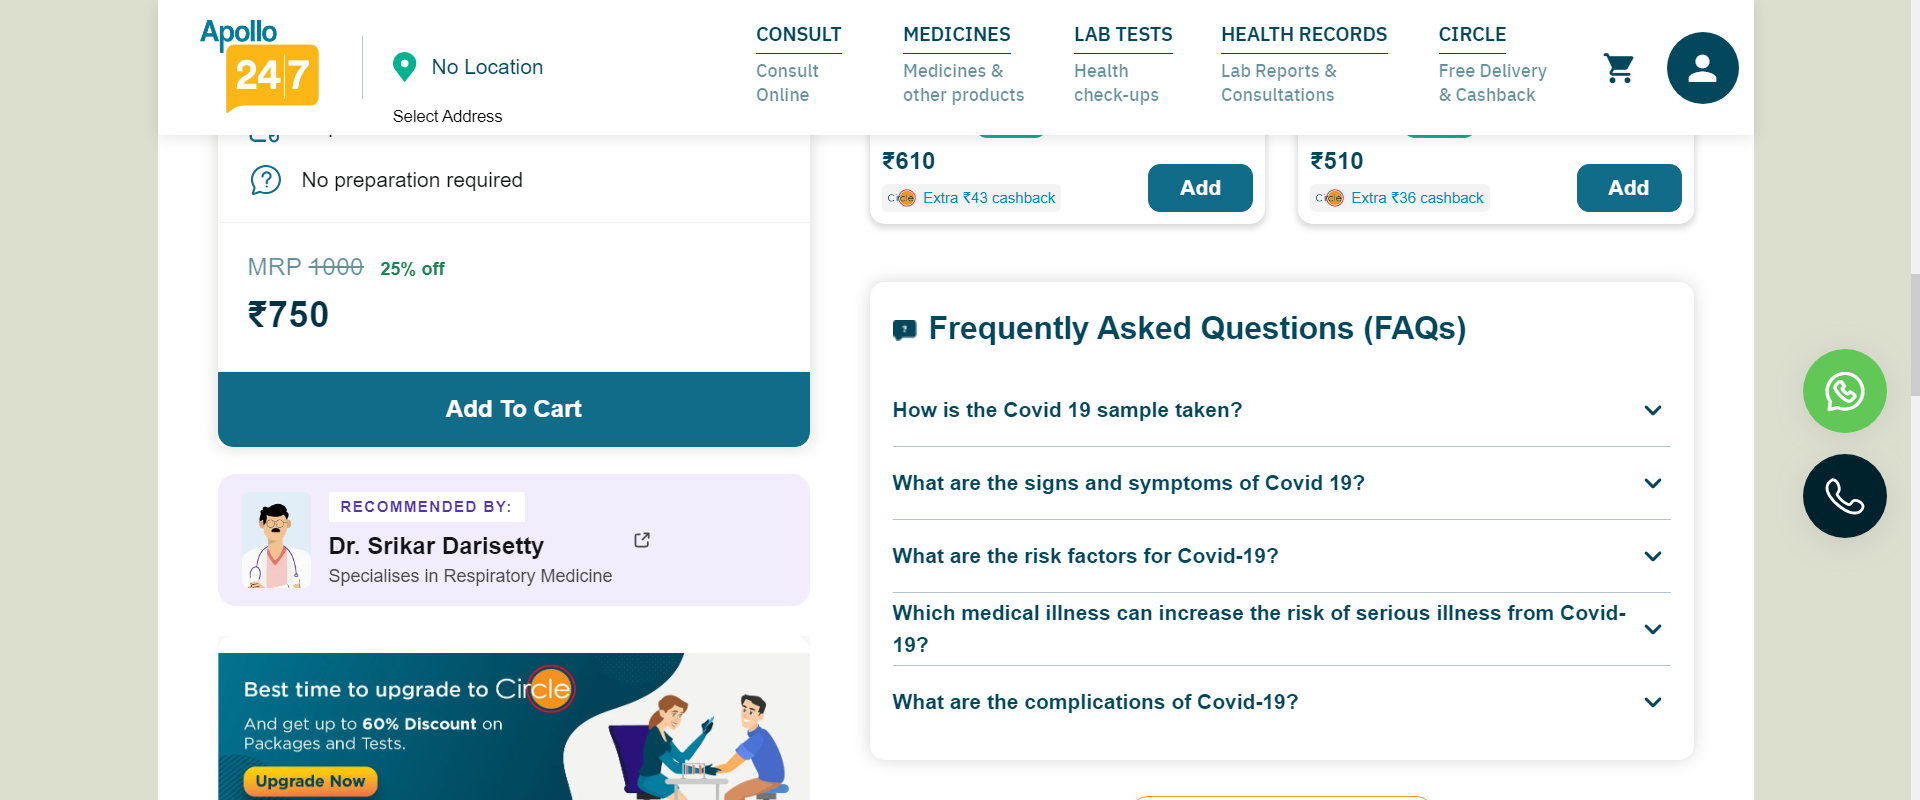 Apollo
24|7
No Location
Select Address
CONSULT
Consult
Online
MEDICINES
Medicines &
other products
LAB TESTS
Health
check-ups
HEALTH RECORDS
Lab Reports &
Consultations
CIRCLE
Free Delivery
& Cashback
No preparation required
MRP 1000 25% off
₹750
Add To Cart
RECOMMENDED BY:
Dr. Srikar Darisetty
Specialises in Respiratory Medicine
Best time to upgrade to Circle
And get up to 60% Discount on
Packages and Tests.
Upgrade Now
₹610
Circle Extra ₹43 cashback
Add
₹510
Circle Extra ₹36 cashback
Add
Frequently Asked Questions (FAQs)
How is the Covid 19 sample taken?
What are the signs and symptoms of Covid 19?
What are the risk factors for Covid-19?
Which medical illness can increase the risk of serious illness from Covid-
19?
What are the complications of Covid-19?